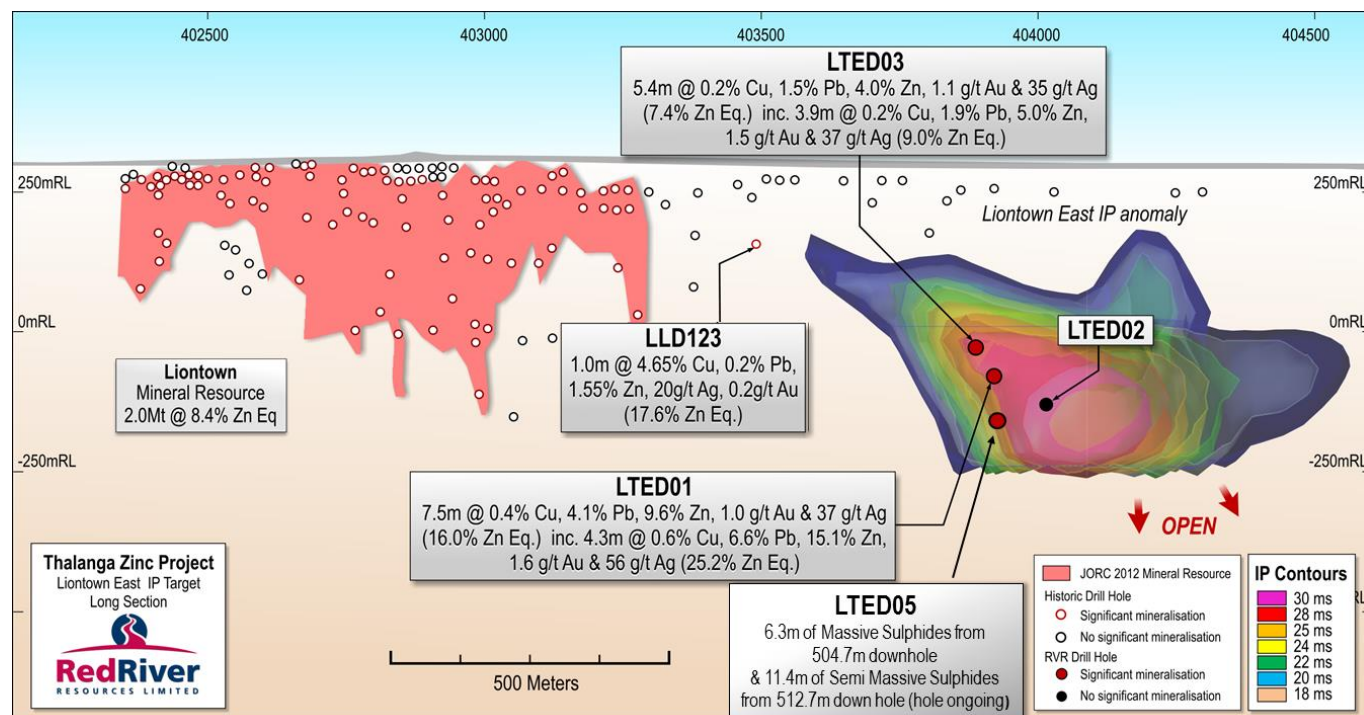 402500
403000
403500
404000
404500
LTED03
5.4m @ 0.2% Cu, 1.5% Pb, 4.0% Zn, 1.1 g/t Au & 35 g/t Ag
(7.4% Zn Eq.) inc. 3.9m @ 0.2% Cu, 1.9% Pb, 5.0% Zn,
1.5 g/t Au & 37 g/t Ag (9.0% Zn Eq.)
250mRL
250mRL
Liontown East IP anomaly
0mRL
0mRL
LTED02
LLD123
1.0m @ 4.65% Cu, 0.2% Pb,
1.55% Zn, 20g/t Ag, 0.2g/t Au
(17.6% Zn Eq.)
Liontown
Mineral Resource
2.0Mt @ 8.4% Zn Eq
-250mRL
-250mRL
LTED01
7.5m @ 0.4% Cu, 4.1% Pb, 9.6% Zn, 1.0 g/t Au & 37 g/t Ag
(16.0% Zn Eq.) inc. 4.3m @ 0.6% Cu, 6.6% Pb, 15.1% Zn,
1.6 g/t Au & 56 g/t Ag (25.2% Zn Eq.)
OPEN
LTED05
6.3m of Massive Sulphides from
504.7m downhole
& 11.4m of Semi Massive Sulphides
from 512.7m down hole (hole ongoing)
Thalanga Zinc Project
Liontown East IP Target
Long Section
RedRiver
RESOURCES LIMITED
500 Meters
JORC 2012 Mineral Resource
Historic Drill Hole
Significant mineralisation
No significant mineralisation
RVR Drill Hole
Significant mineralisation
No significant mineralisation
IP Contours
30 ms
28 ms
25 ms
24 ms
22 ms
20 ms
18 ms